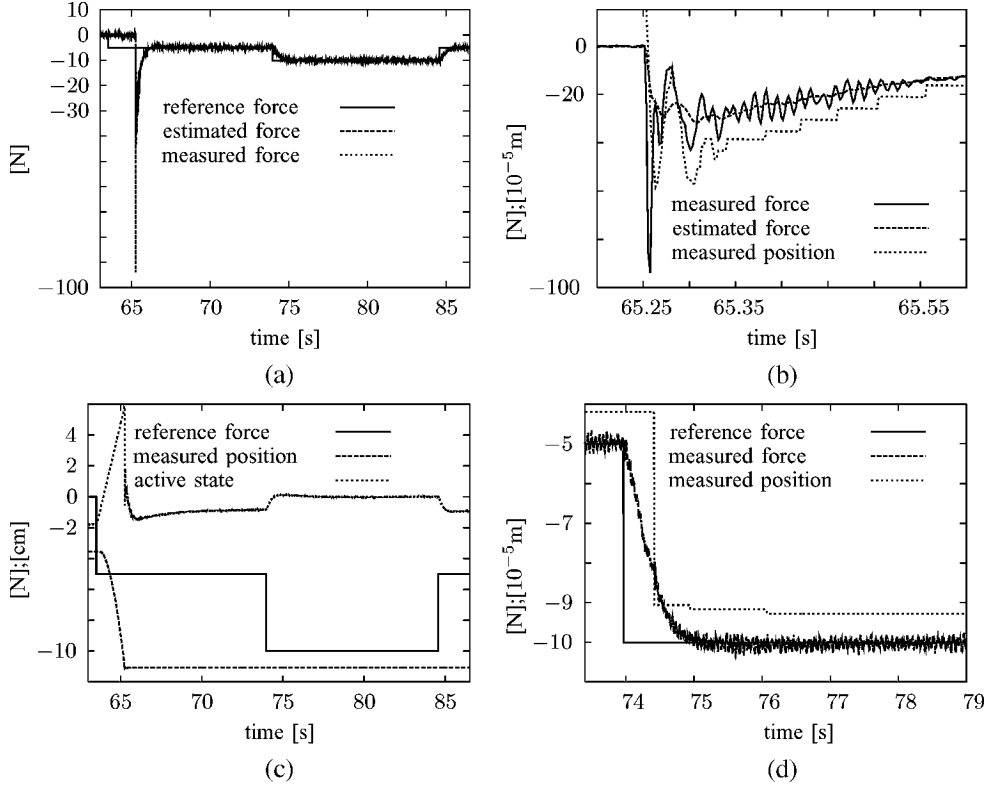 10
0
−10
−20
−30
−100
[N]
reference force
estimated force
measured force
65 70 75 80 85
time [s]
(a)
0
−20
−100
[N];[10⁻⁵m]
measured force
estimated force
measured position
65.25 65.35 65.55
time [s]
(b)
4
2
0
−2
−10
[N];[cm]
reference force
measured position
active state
65 70 75 80 85
time [s]
(c)
−5
−7
−9
−10
[N];[10⁻⁵m]
reference force
measured force
measured position
74 75 76 77 78 79
time [s]
(d)